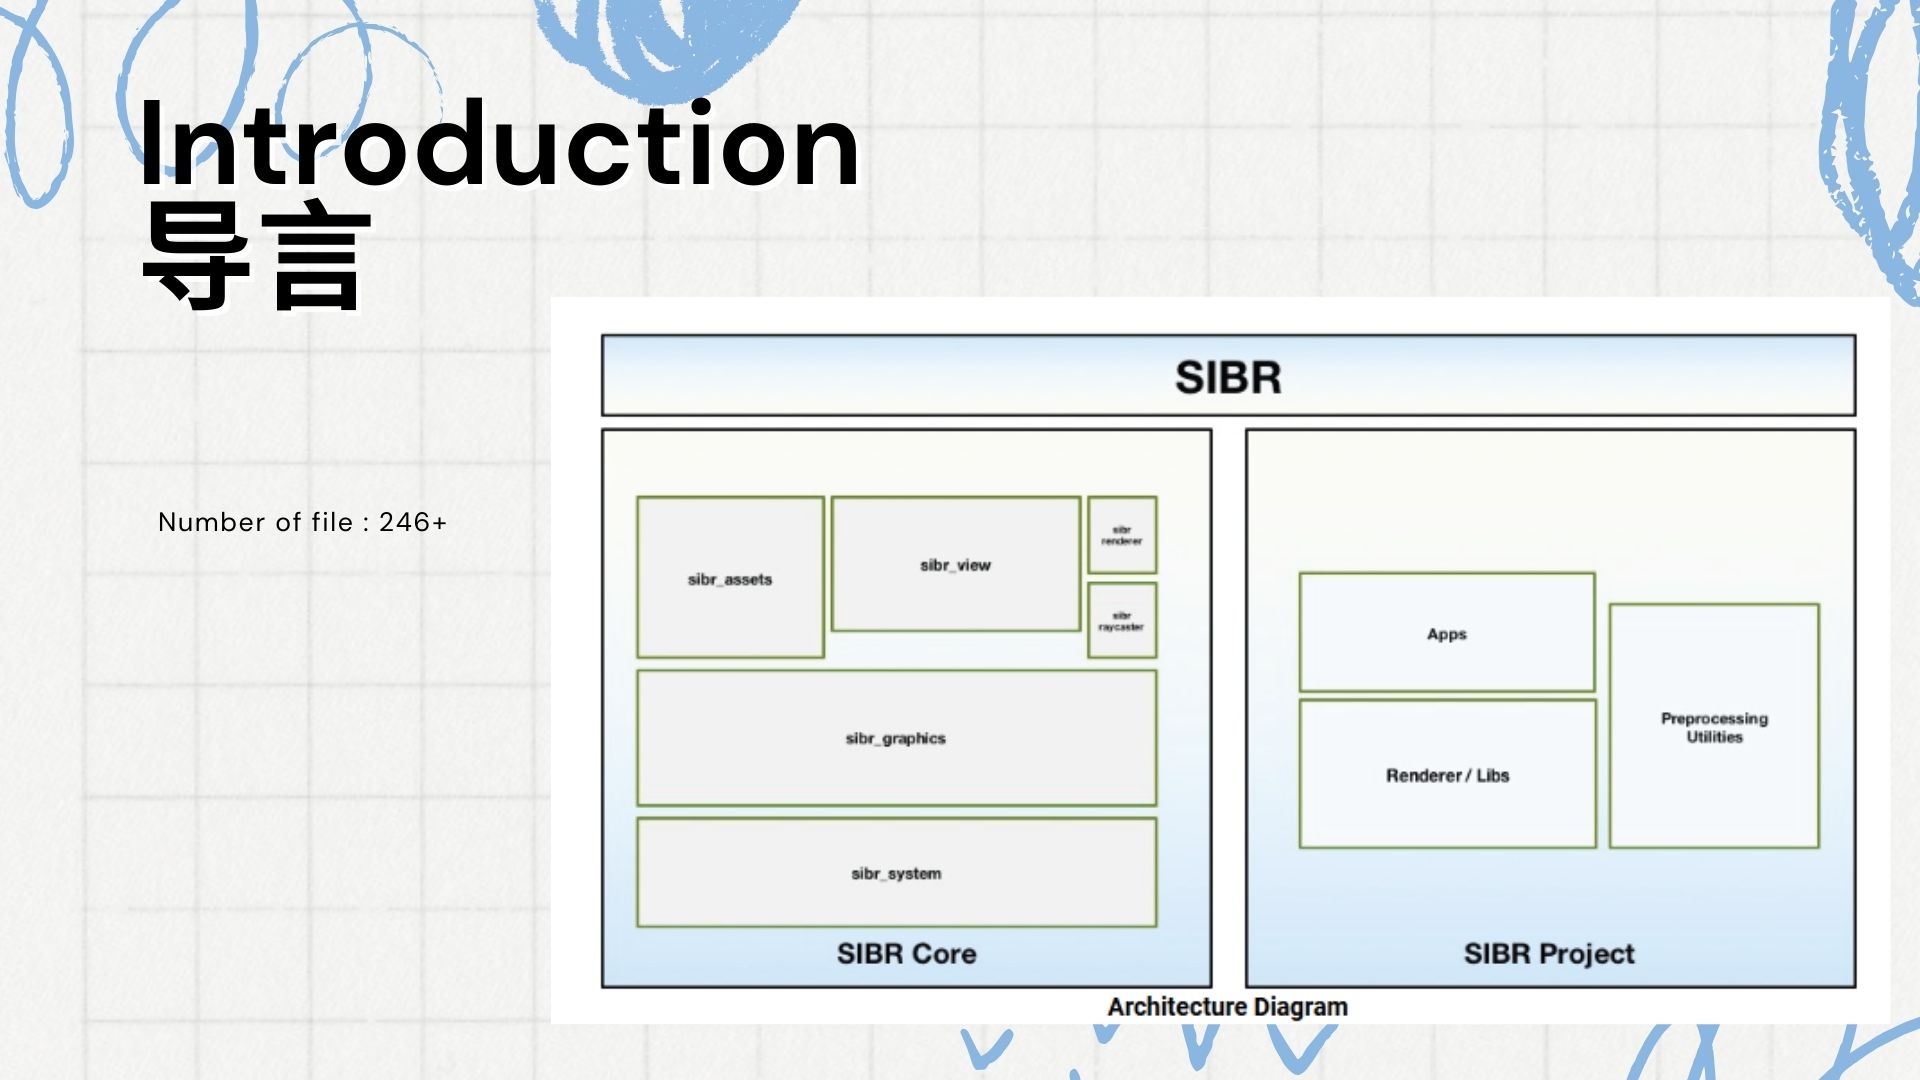 Introduction
导言
Number of file : 246+
SIBR
sibr_assets
sibr_view
sibr
renderer
sibr
raycaster
sibr_graphics
sibr_system
SIBR Core
Apps
Renderer / Libs
Preprocessing
Utilities
SIBR Project
Architecture Diagram